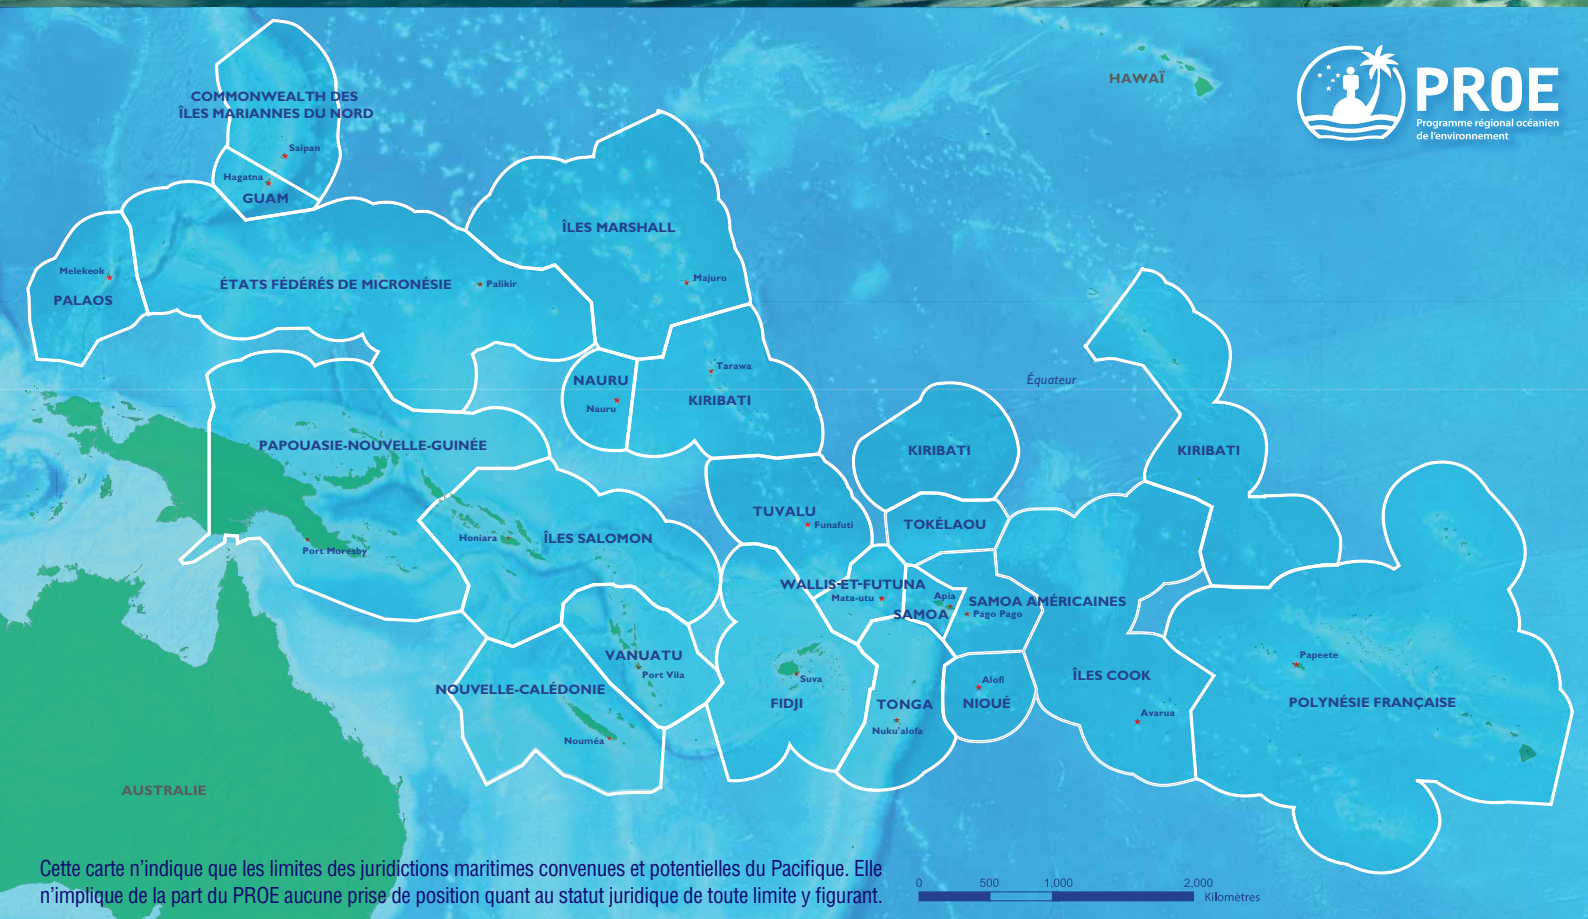 HAWAÏ
PROE
Programme régional océanien
de l'environnement
COMMONWEALTH DES
ÎLES MARIANNES DU NORD
Saipan
Hagatna
GUAM
ÎLES MARSHALL
Majuro
Melekeok
PALAOS
ÉTATS FÉDÉRÉS DE MICRONÉSIE
Palikir
NAURU
Nauru
Tarawa
KIRIBATI
Équateur
KIRIBATI
KIRIBATI
PAPOUASIE-NOUVELLE-GUINÉE
Port Moresby
Honiara
ÎLES SALOMON
TUVALU
Funafuti
TOKÉLAOU
WALLIS-ET-FUTUNA
Mata-utu
Apia
SAMOA
SAMOA AMÉRICAINES
Pago Pago
VANUATU
Port Vila
NOUVELLE-CALÉDONIE
Nouméa
Suva
FIDJI
TONGA
Nuku'alofa
Alofi
NIOUÉ
ÎLES COOK
Avarua
Papeete
POLYNÉSIE FRANÇAISE
AUSTRALIE
Cette carte n'indique que les limites des juridictions maritimes convenues et potentielles du Pacifique. Elle
n'implique de la part du PROE aucune prise de position quant au statut juridique de toute limite y figurant.
0 500 1,000 2,000
Kilomètres